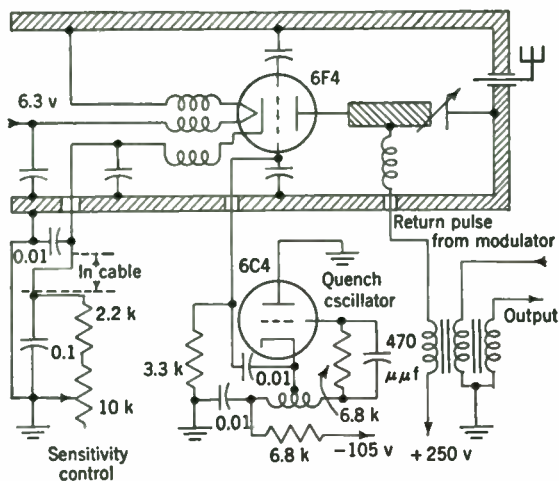 6F4
6.3 v
Return pulse
from modulator
0.01
In cable
6C4
Quench
cscillator
Output
2.2 k
0.1
10 k
3.3 k
0.01
470
μμf
0.01
6.8 k
6.8 k
−105 v
+250 v
Sensitivity
control